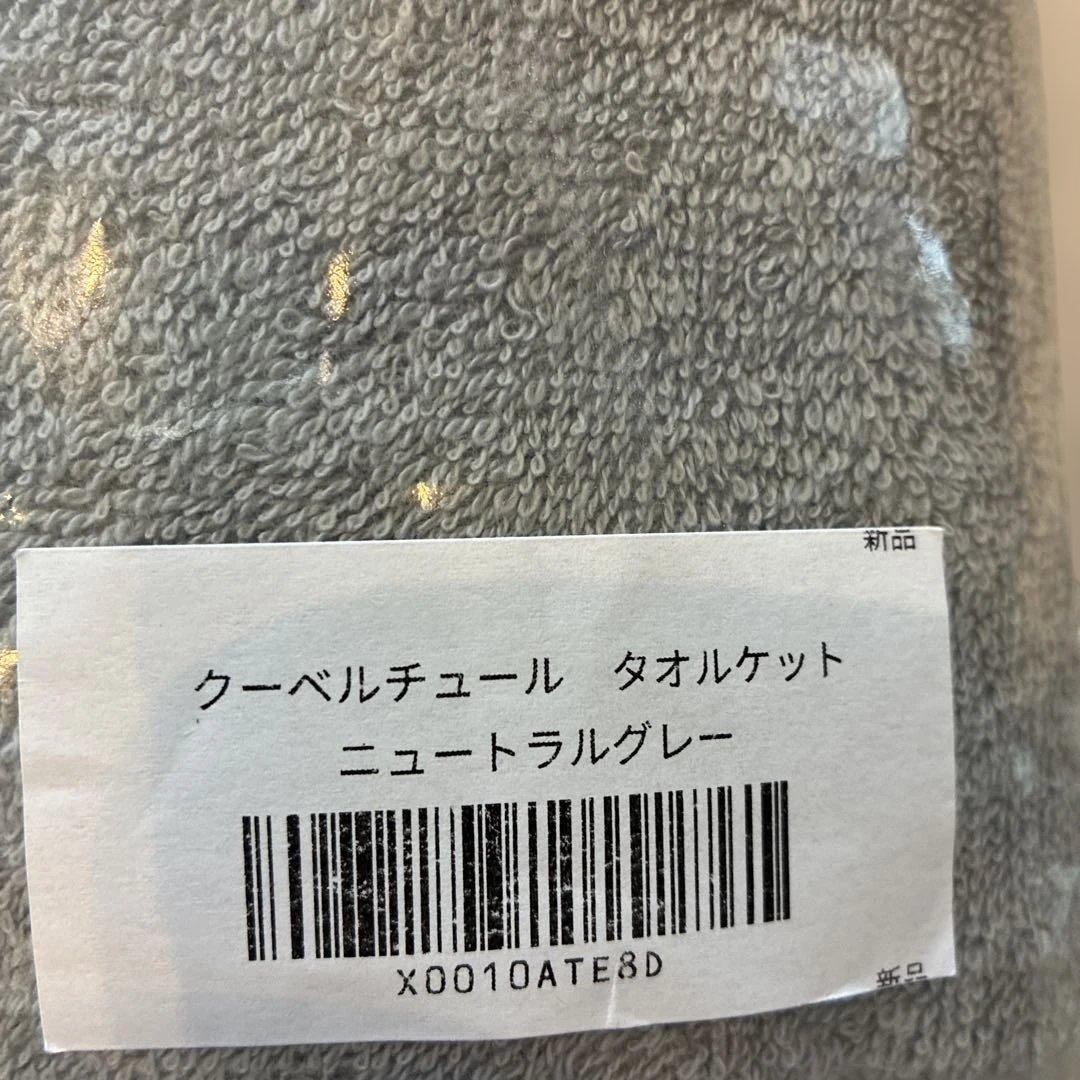 新品
クーベルチュール　タオルケット
ニュートラルグレー
X0010ATE8D
新品